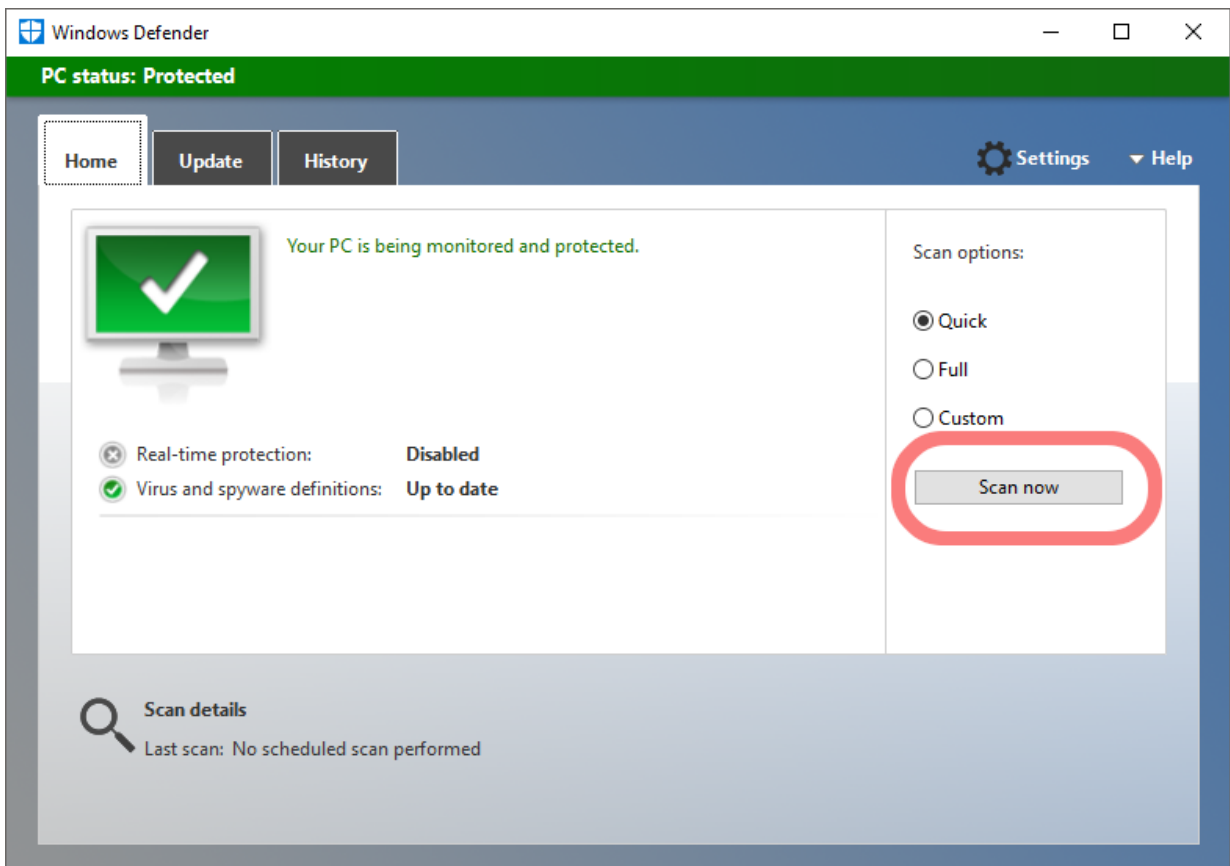 Windows Defender
PC status: Protected
Home Update History Settings Help
Your PC is being monitored and protected.
Scan options:
Quick
Full
Custom
Real-time protection: Disabled
Virus and spyware definitions: Up to date
Scan now
Scan details
Last scan: No scheduled scan performed